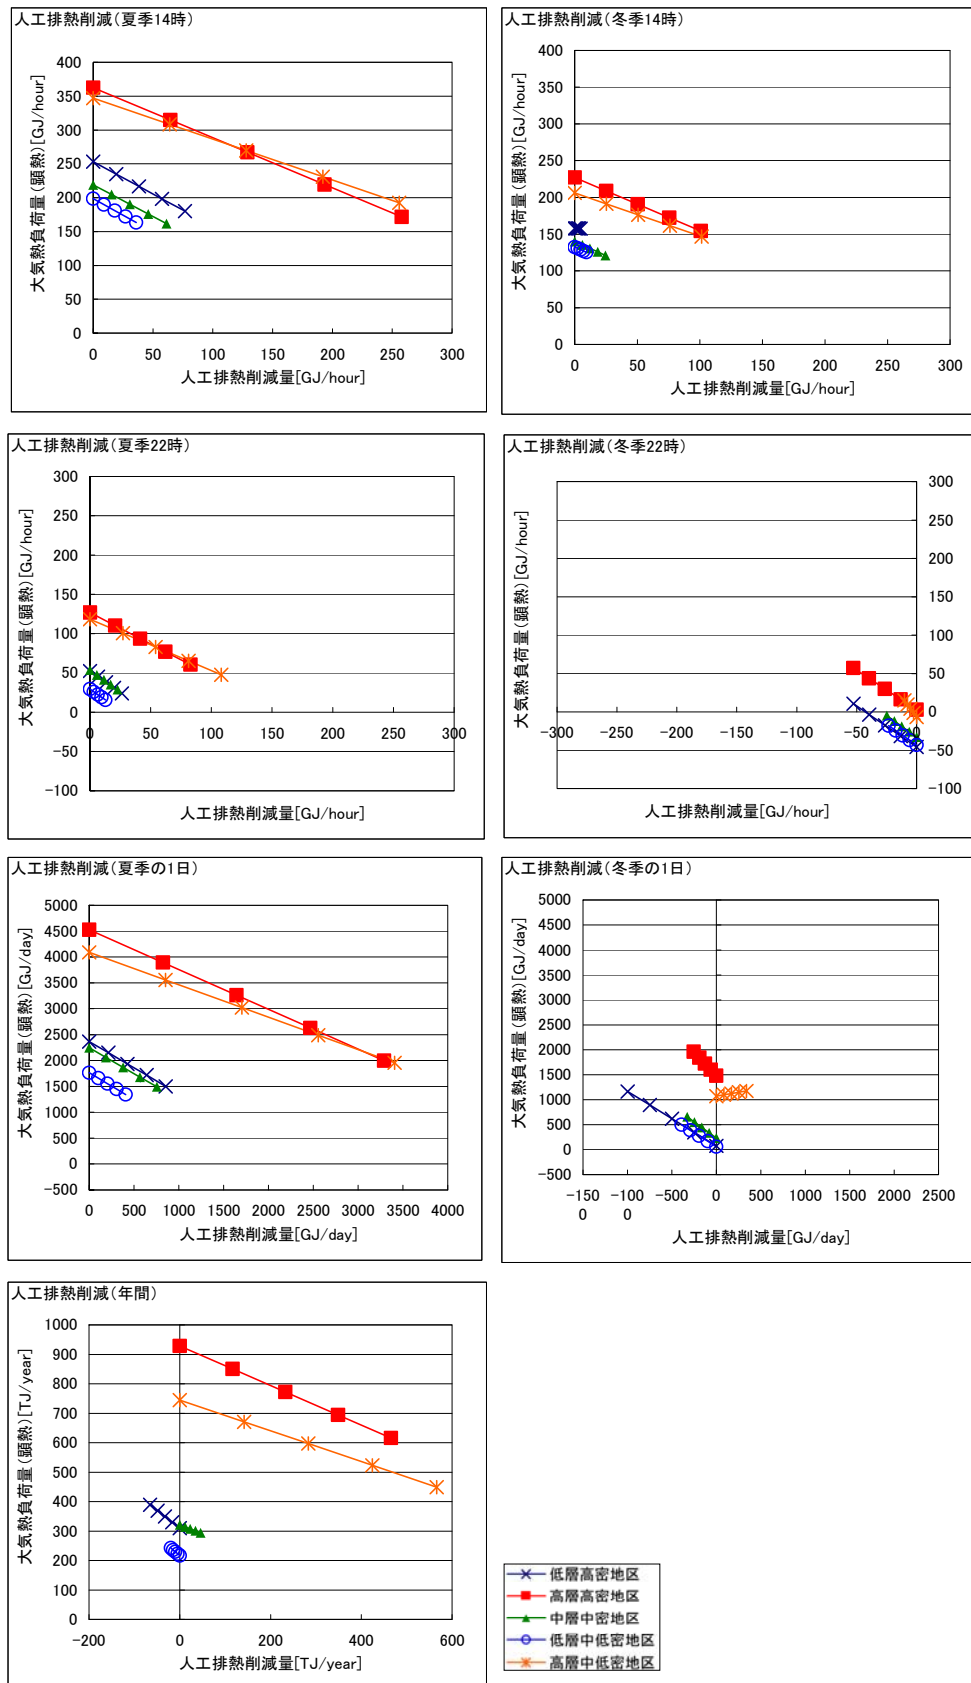 人工排熱削減(夏季14時)
大気熱負荷量(顕熱)[GJ/hour]
400
350
300
250
200
150
100
50
0
0 50 100 150 200 250 300
人工排熱削減量[GJ/hour]
人工排熱削減(冬季14時)
大気熱負荷量(顕熱)[GJ/hour]
400
350
300
250
200
150
100
50
0
0 50 100 150 200 250 300
人工排熱削減量[GJ/hour]
人工排熱削減(夏季22時)
大気熱負荷量(顕熱)[GJ/hour]
300
250
200
150
100
50
0
-50
-100
0 50 100 150 200 250 300
人工排熱削減量[GJ/hour]
人工排熱削減(冬季22時)
大気熱負荷量(顕熱)[GJ/hour]
300
250
200
150
100
50
0
-50
-100
-300 -250 -200 -150 -100 -50 0
人工排熱削減量[GJ/hour]
人工排熱削減(夏季の1日)
大気熱負荷量(顕熱)[GJ/day]
5000
4500
4000
3500
3000
2500
2000
1500
1000
500
0
-500
0 500 1000 1500 2000 2500 3000 3500 4000
人工排熱削減量[GJ/day]
人工排熱削減(冬季の1日)
大気熱負荷量(顕熱)[GJ/day]
5000
4500
4000
3500
3000
2500
2000
1500
1000
500
0
-500
-150 -100 -500 0 500 1000 1500 2000 2500
0 0
人工排熱削減量[GJ/day]
人工排熱削減(年間)
大気熱負荷量(顕熱)[TJ/year]
1000
900
800
700
600
500
400
300
200
100
0
-200 0 200 400 600
人工排熱削減量[TJ/year]
低層高密地区
高層高密地区
中層中密地区
低層中低密地区
高層中低密地区